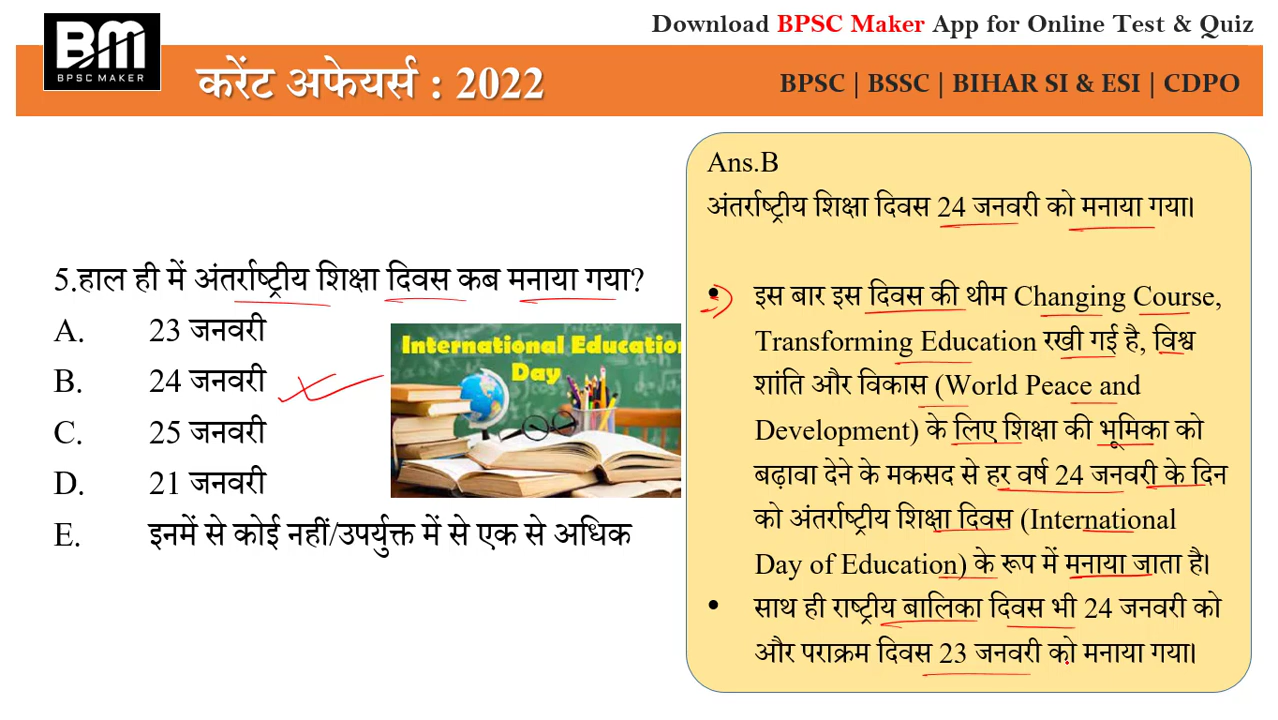 Download BPSC Maker App for Online Test & Quiz
BM
BPSC MAKER
करेंट अफेयर्स : 2022
BPSC | BSSC | BIHAR SI & ESI | CDPO
5.हाल ही में अंतर्राष्ट्रीय शिक्षा दिवस कब मनाया गया?
A. 23 जनवरी
B. 24 जनवरी
C. 25 जनवरी
D. 21 जनवरी
E. इनमें से कोई नहीं/उपर्युक्त में से एक से अधिक
International Education
Day
Ans.B
अंतर्राष्ट्रीय शिक्षा दिवस 24 जनवरी को मनाया गया।
• इस बार इस दिवस की थीम Changing Course,
Transforming Education रखी गई है, विश्व
शांति और विकास (World Peace and
Development) के लिए शिक्षा की भूमिका को
बढ़ावा देने के मकसद से हर वर्ष 24 जनवरी के दिन
को अंतर्राष्ट्रीय शिक्षा दिवस (International
Day of Education) के रूप में मनाया जाता है।
• साथ ही राष्ट्रीय बालिका दिवस भी 24 जनवरी को
और पराक्रम दिवस 23 जनवरी को मनाया गया।